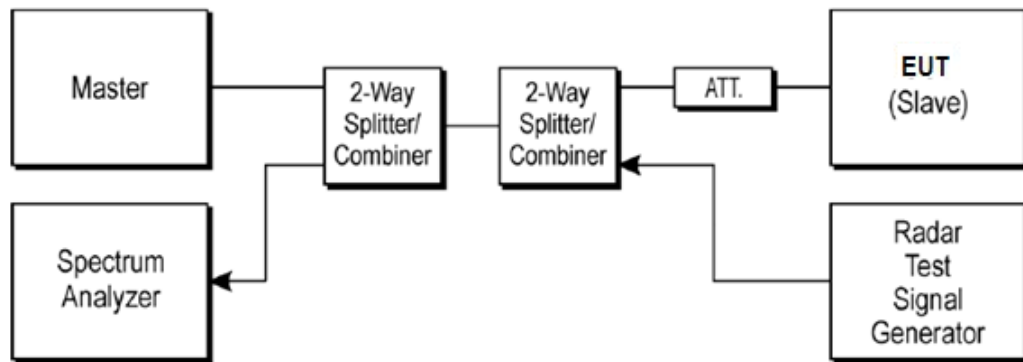 Master
2-Way
Splitter/
Combiner
2-Way
Splitter/
Combiner
ATT.
EUT
(Slave)
Spectrum
Analyzer
Radar
Test
Signal
Generator